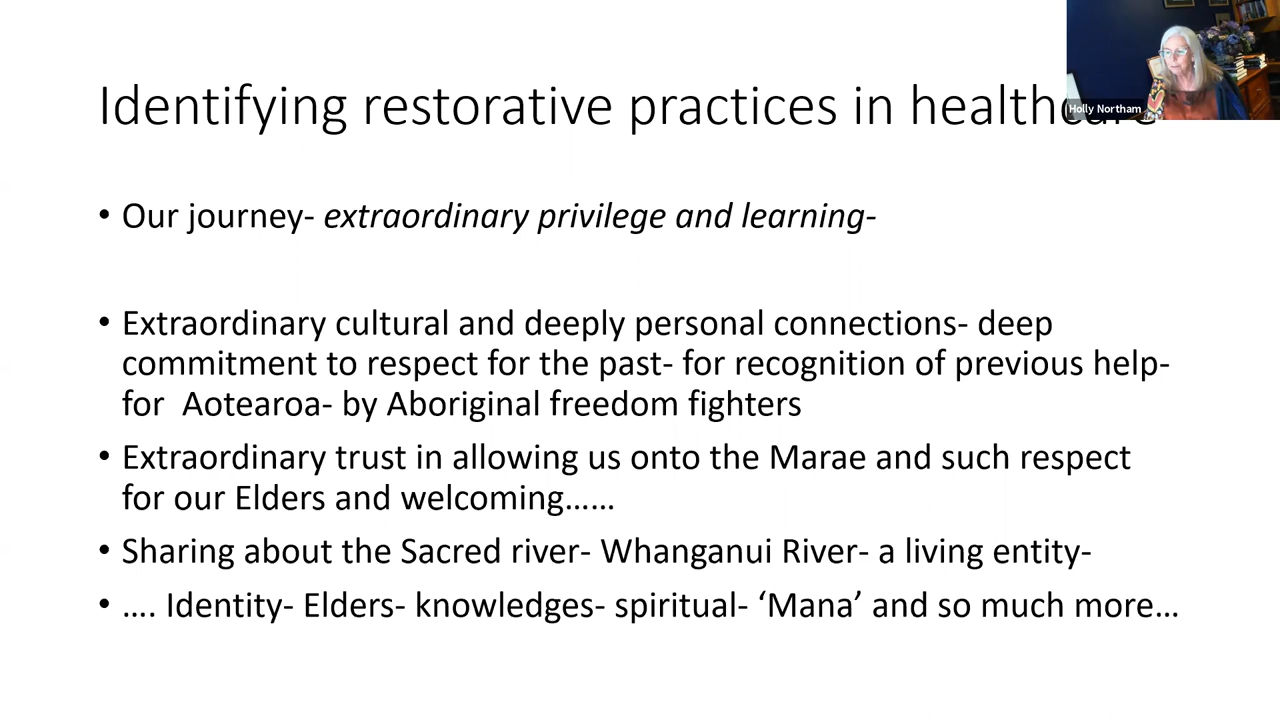 Identifying restorative practices in healthcare
Holly Northam
• Our journey- extraordinary privilege and learning-
• Extraordinary cultural and deeply personal connections- deep
commitment to respect for the past- for recognition of previous help-
for  Aotearoa- by Aboriginal freedom fighters
• Extraordinary trust in allowing us onto the Marae and such respect
for our Elders and welcoming……
• Sharing about the Sacred river- Whanganui River- a living entity-
• …. Identity- Elders- knowledges- spiritual- ‘Mana’ and so much more…